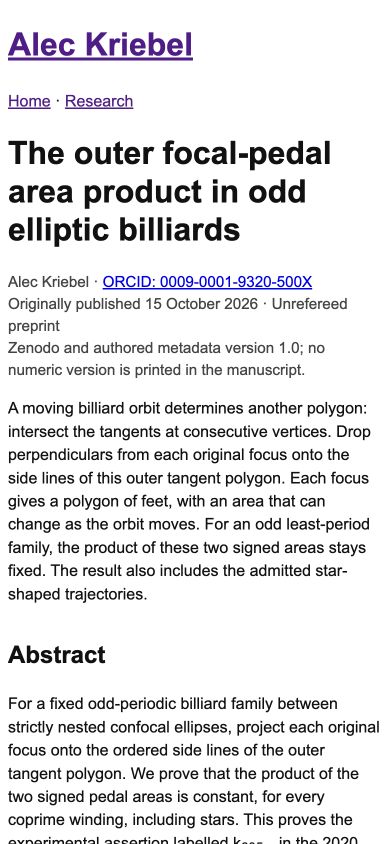 Alec Kriebel
Home · Research
The outer focal-pedal
area product in odd
elliptic billiards
Alec Kriebel · ORCID: 0009-0001-9320-500X
Originally published 15 October 2026 · Unrefereed
preprint
Zenodo and authored metadata version 1.0; no
numeric version is printed in the manuscript.
A moving billiard orbit determines another polygon:
intersect the tangents at consecutive vertices. Drop
perpendiculars from each original focus onto the
side lines of this outer tangent polygon. Each focus
gives a polygon of feet, with an area that can
change as the orbit moves. For an odd least-period
family, the product of these two signed areas stays
fixed. The result also includes the admitted star-
shaped trajectories.
Abstract
For a fixed odd-periodic billiard family between
strictly nested confocal ellipses, project each original
focus onto the ordered side lines of the outer
tangent polygon. We prove that the product of the
two signed pedal areas is constant, for every
coprime winding, including stars. This proves the
experimental assertion labelled in the 2020